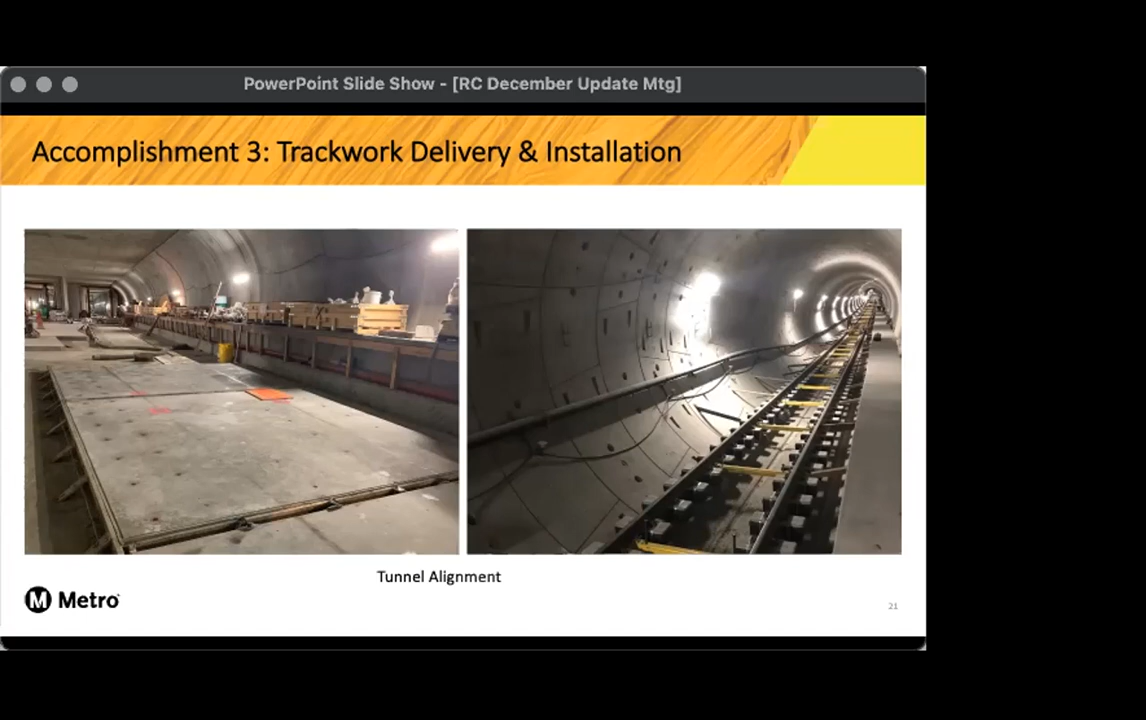 PowerPoint Slide Show - [RC December Update Mtg]
Accomplishment 3: Trackwork Delivery & Installation
Tunnel Alignment
M Metro
21